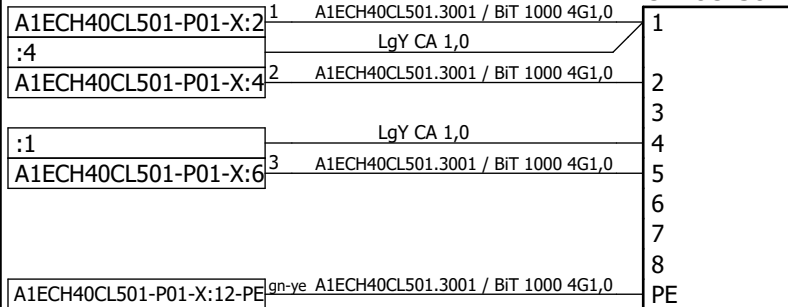 A1ECH40CL501-P01-X:2 1 A1ECH40CL501.3001 / BiT 1000 4G1,0 1
:4 LgY CA 1,0
A1ECH40CL501-P01-X:4 2 A1ECH40CL501.3001 / BiT 1000 4G1,0 2
3
:1 LgY CA 1,0 4
A1ECH40CL501-P01-X:6 3 A1ECH40CL501.3001 / BiT 1000 4G1,0 5
6
7
8
A1ECH40CL501-P01-X:12-PE gn-ye A1ECH40CL501.3001 / BiT 1000 4G1,0 PE